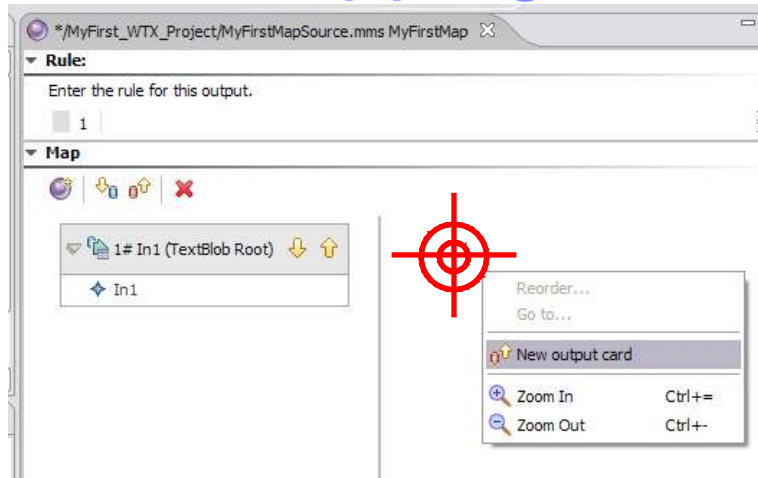 */MyFirst_WTX_Project/MyFirstMapSource.mms MyFirstMap
Rule:
Enter the rule for this output.
1
Map
1# In1 (TextBlob Root)
In1
Reorder...
Go to...
New output card
Zoom In Ctrl+=
Zoom Out Ctrl+-